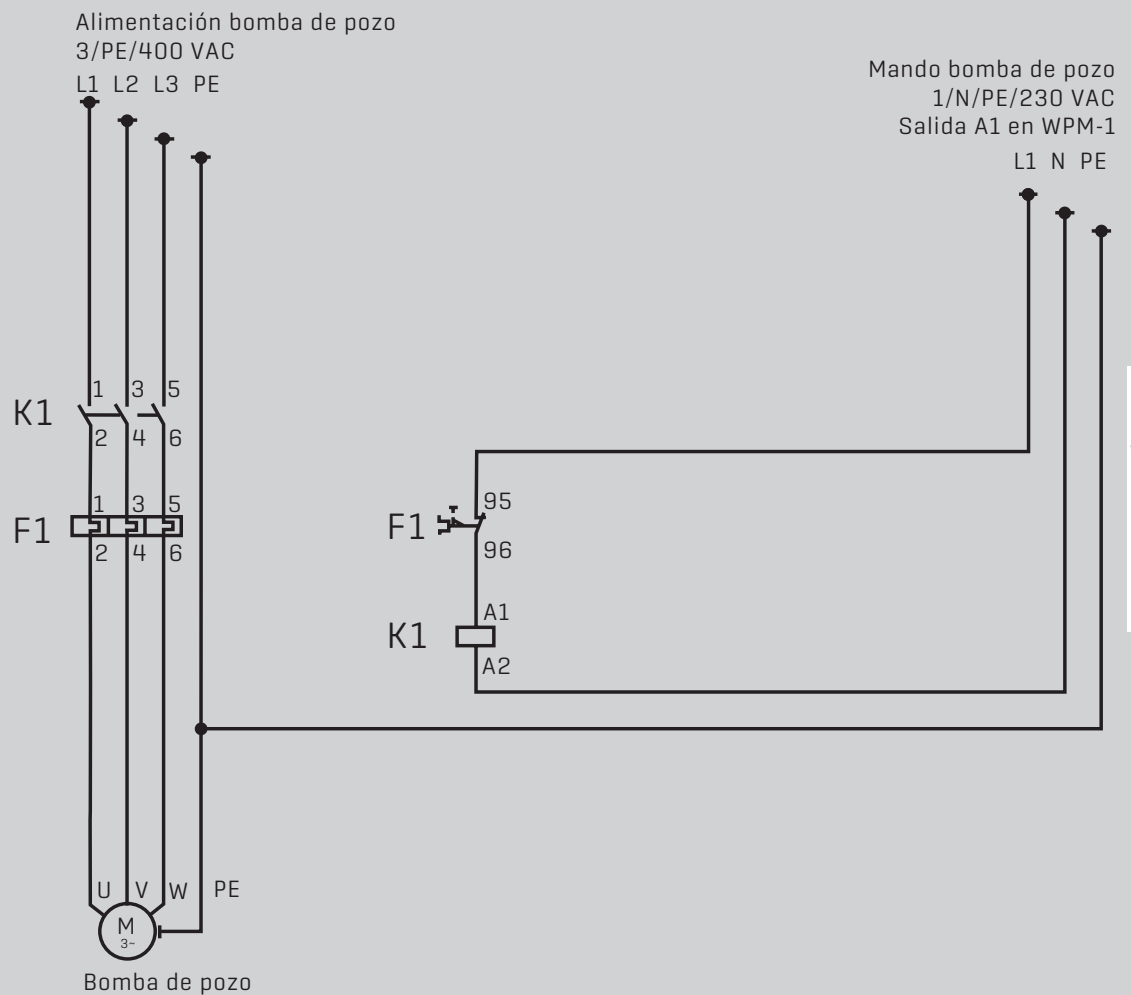 Alimentación bomba de pozo
3/PE/400 VAC
L1 L2 L3 PE
Mando bomba de pozo
1/N/PE/230 VAC
Salida A1 en WPM-1
L1 N PE
1 3 5
K1
2 4 6
1 3 5
F1
2 4 6
95
F1
96
A1
K1
A2
U V W PE
M
3~
Bomba de pozo